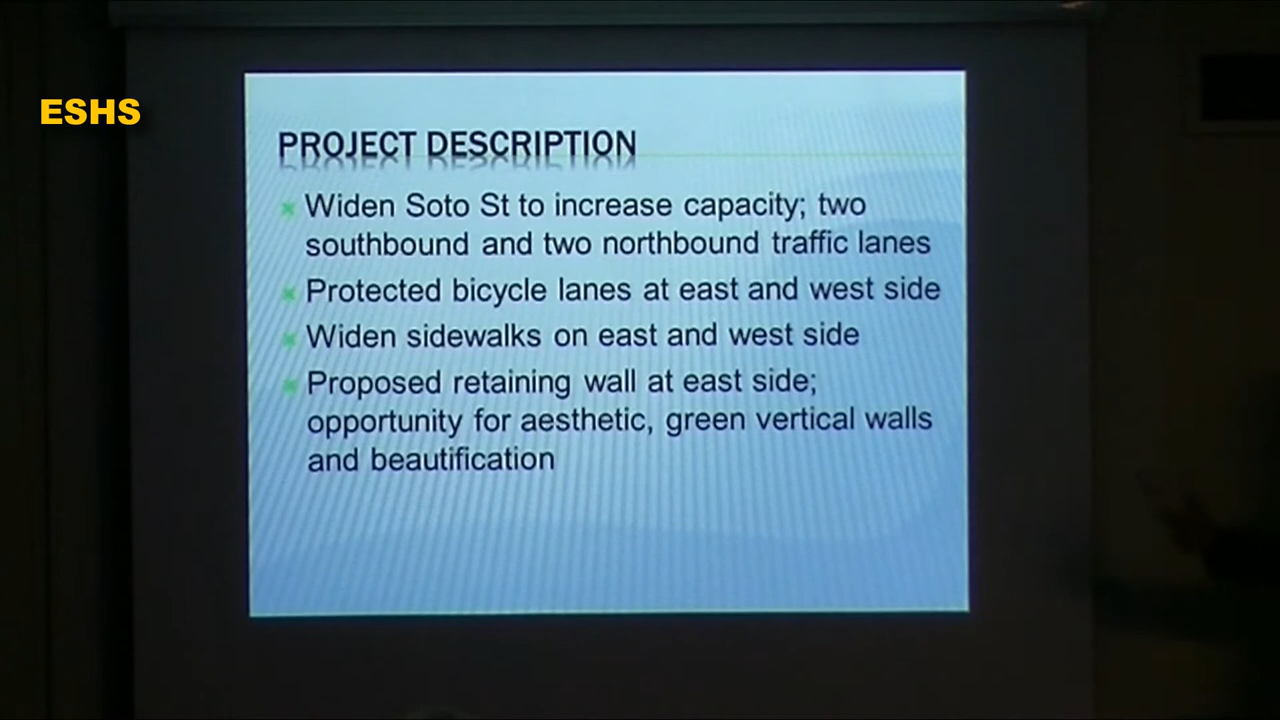 ESHS
PROJECT DESCRIPTION
Widen Soto St to increase capacity; two
southbound and two northbound traffic lanes
Protected bicycle lanes at east and west side
Widen sidewalks on east and west side
Proposed retaining wall at east side;
opportunity for aesthetic, green vertical walls
and beautification